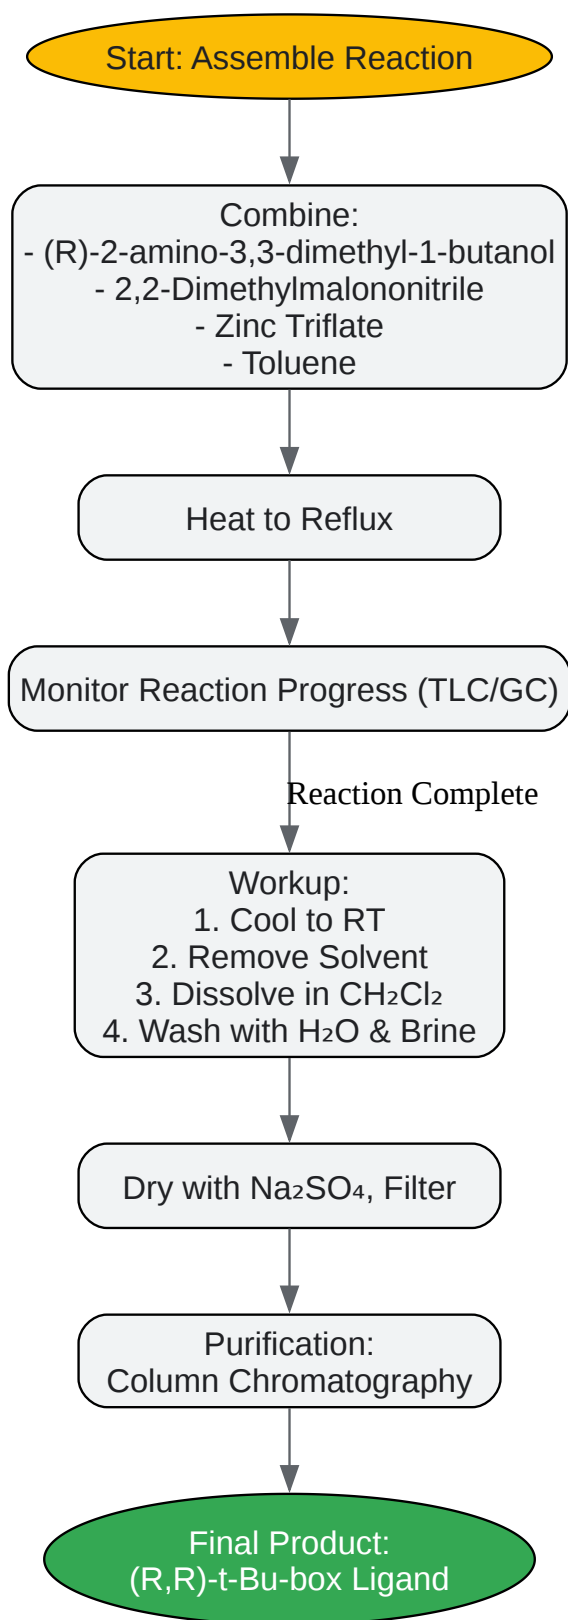 Start: Assemble Reaction
Combine:
- (R)-2-amino-3,3-dimethyl-1-butanol
- 2,2-Dimethylmalononitrile
- Zinc Triflate
- Toluene
Heat to Reflux
Monitor Reaction Progress (TLC/GC)
Reaction Complete
Workup:
1. Cool to RT
2. Remove Solvent
3. Dissolve in CH₂Cl₂
4. Wash with H₂O & Brine
Dry with Na₂SO₄, Filter
Purification:
Column Chromatography
Final Product:
(R,R)-t-Bu-box Ligand